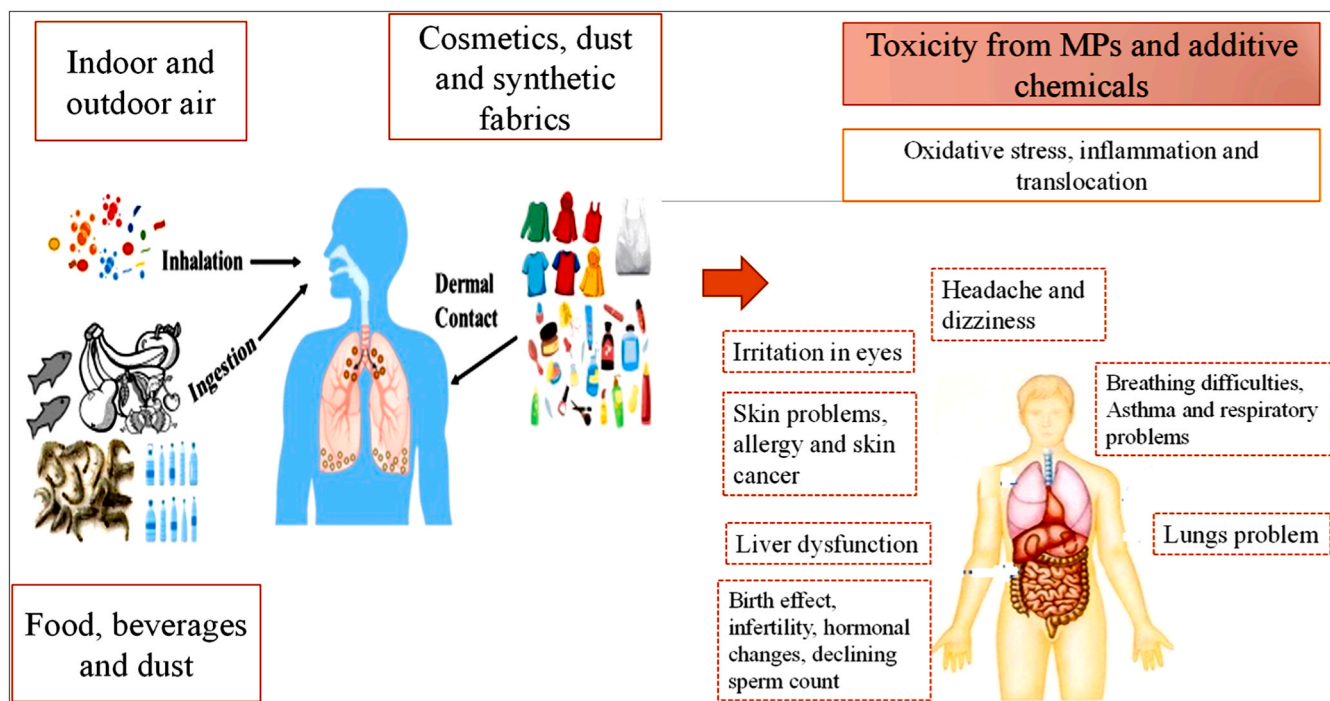 Indoor and
outdoor air
Cosmetics, dust
and synthetic
fabrics
Toxicity from MPs and additive
chemicals
Oxidative stress, inflammation and
translocation
Inhalation
Ingestion
Dermal
Contact
Food, beverages
and dust
Headache and
dizziness
Irritation in eyes
Breathing difficulties,
Asthma and respiratory
problems
Skin problems,
allergy and skin
cancer
Liver dysfunction
Lungs problem
Birth effect,
infertility, hormonal
changes, declining
sperm count